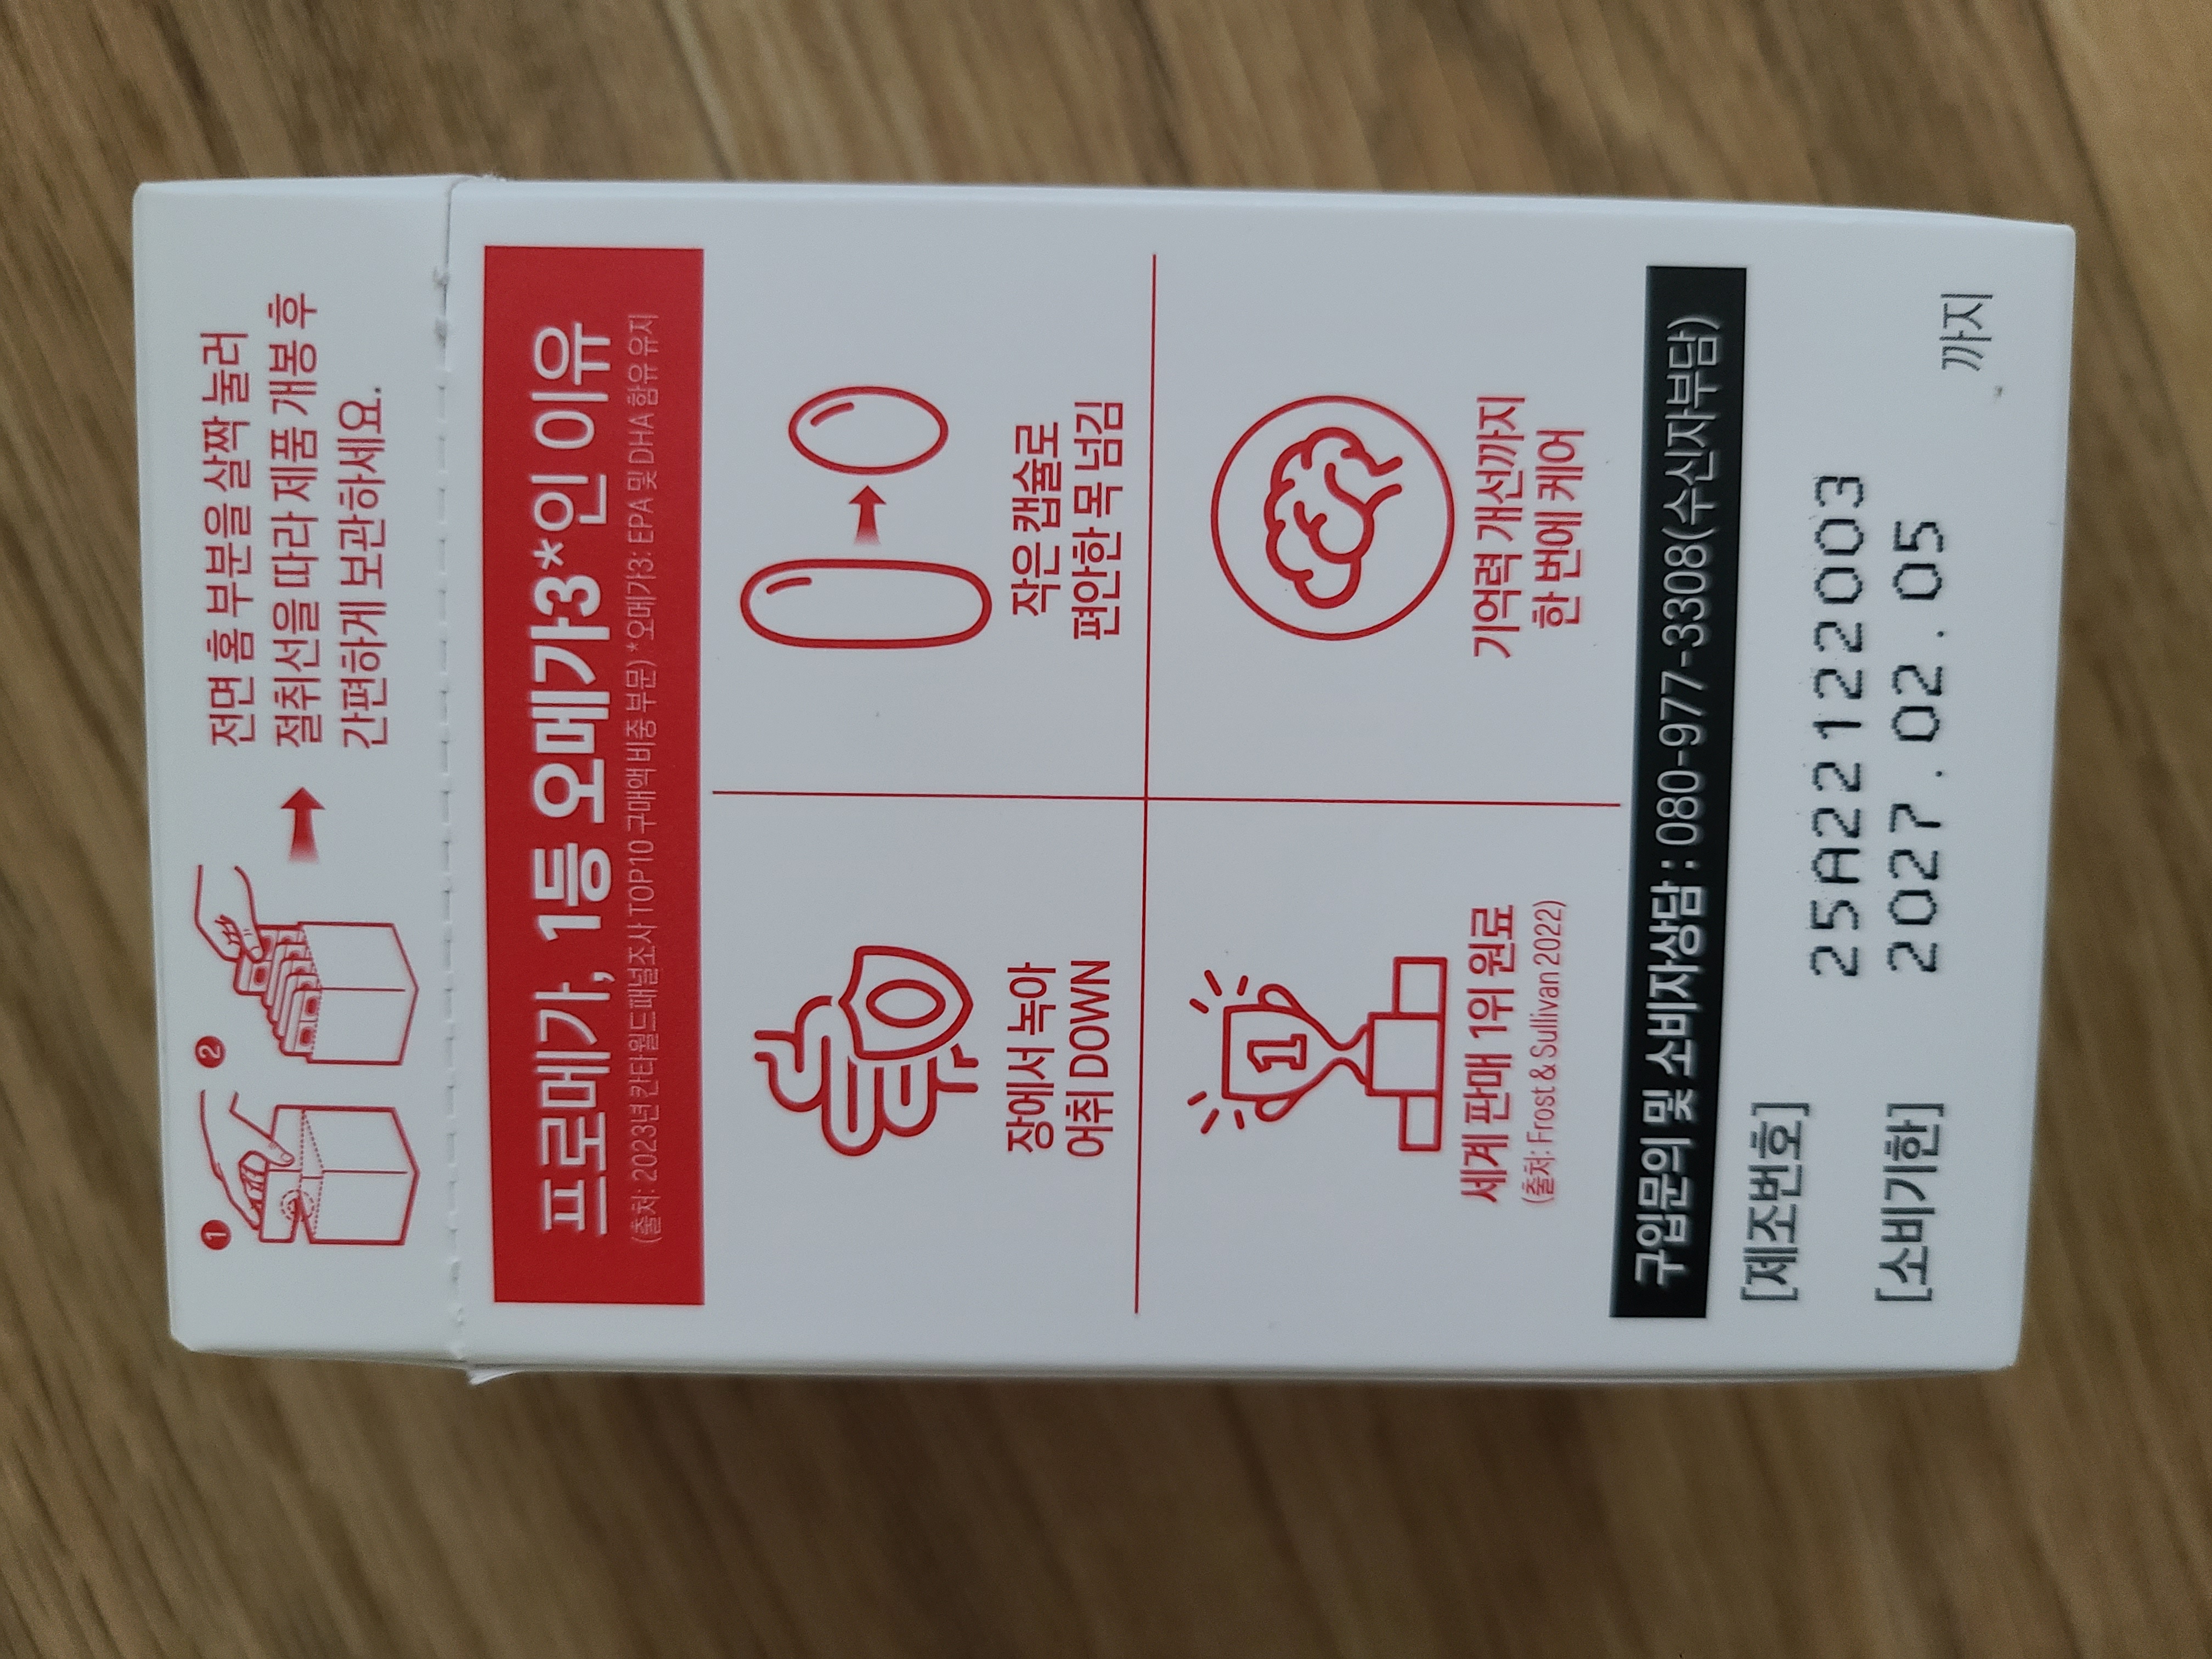 1
2
전면 홈 부분을 살짝 눌러
절취선을 따라 제품 개봉 후
간편하게 보관하세요.
프로메가, 1등 오메가3*인 이유
(출처: 2023년 칸타월드패널조사 TOP10 구매액 비중 부문) *오메가3: EPA 및 DHA 함유 유지
장에서 녹아
어취 DOWN
작은 캡슐로
편안한 목 넘김
1
세계 판매 1위 원료
(출처: Frost & Sullivan 2022)
기억력 개선까지
한 번에 케어
구입문의 및 소비자상담 : 080-977-3308(수신자부담)
[제조번호] 25A22122003
[소비기한] 2027.02.05 까지